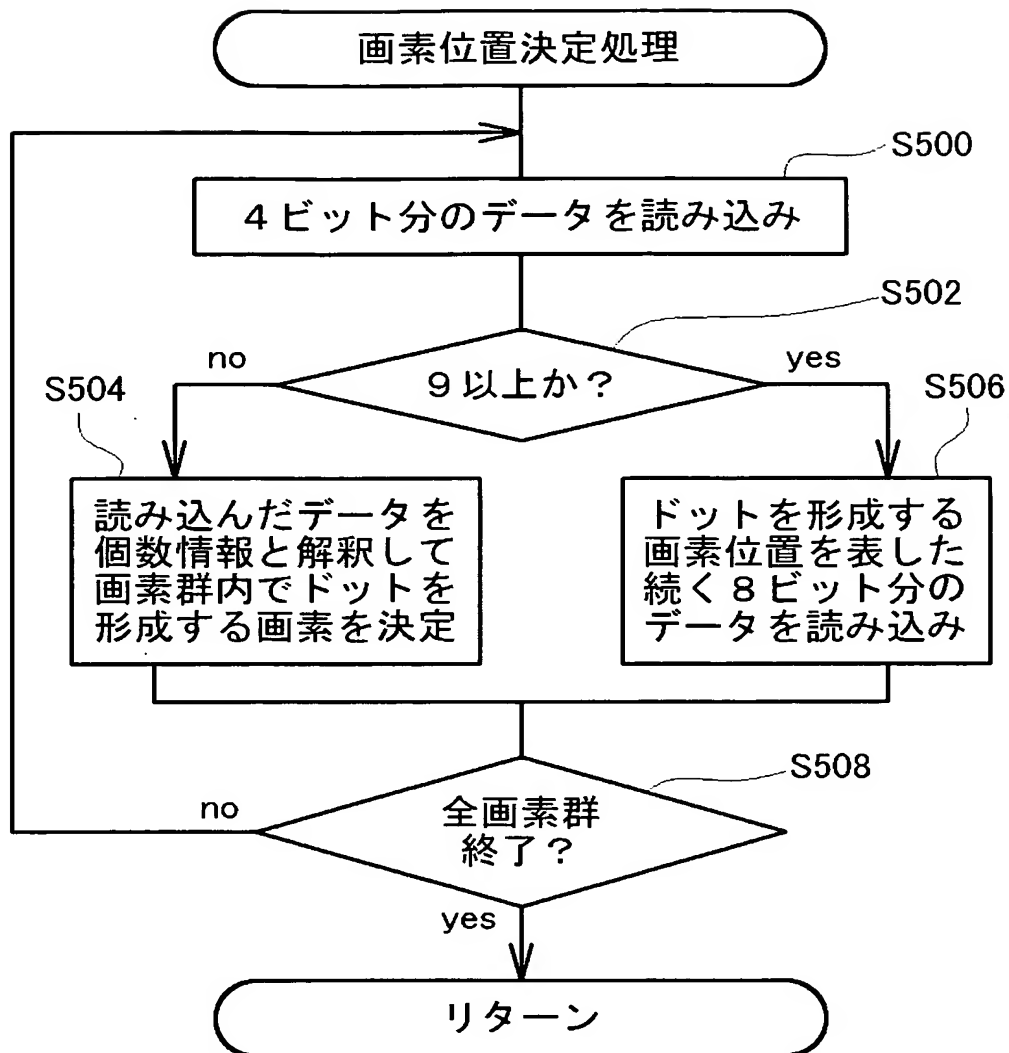 画素位置決定処理
S500
4ビット分のデータを読み込み
S502
9以上か？
no
yes
S504
S506
読み込んだデータを
個数情報と解釈して
画素群内でドットを
形成する画素を決定
ドットを形成する
画素位置を表した
続く8ビット分の
データを読み込み
S508
全画素群
終了？
no
yes
リターン